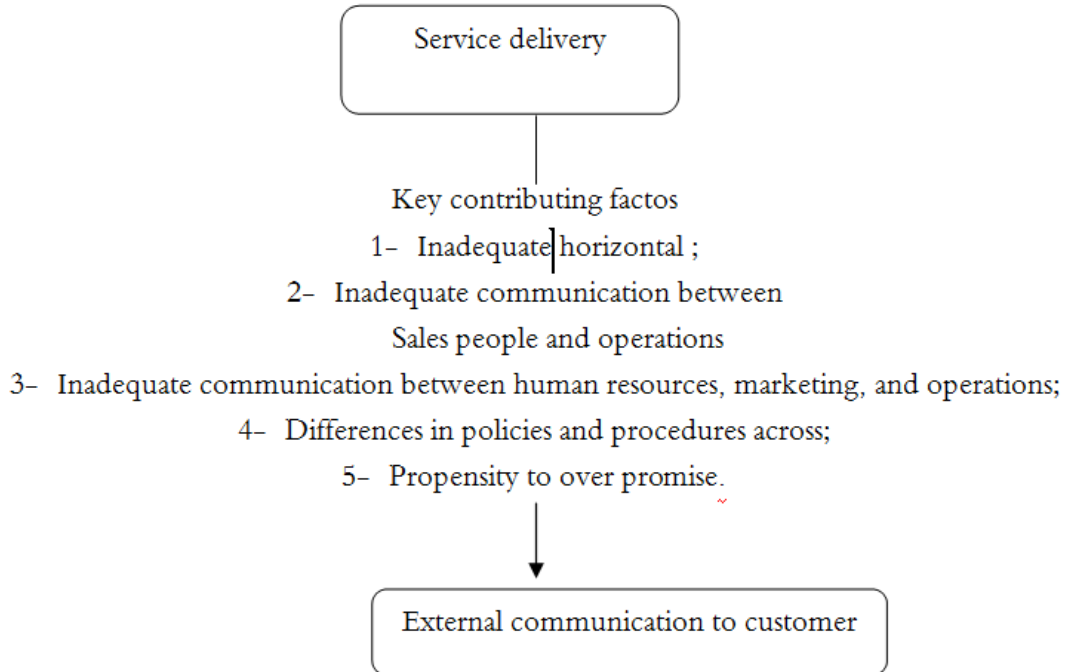 Service delivery
Key contributing factos
1- Inadequate horizontal ;
2- Inadequate communication between
Sales people and operations
3- Inadequate communication between human resources, marketing, and operations;
4- Differences in policies and procedures across;
5- Propensity to over promise.
External communication to customer